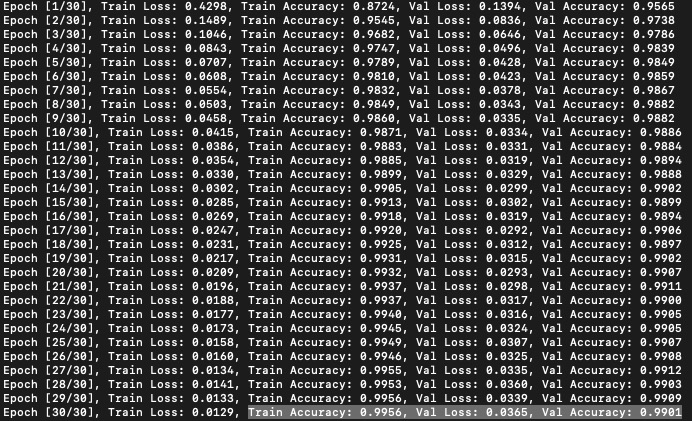 Epoch [1/30], Train Loss: 0.4298, Train Accuracy: 0.8724, Val Loss: 0.1394, Val Accuracy: 0.9565
Epoch [2/30], Train Loss: 0.1489, Train Accuracy: 0.9545, Val Loss: 0.0836, Val Accuracy: 0.9738
Epoch [3/30], Train Loss: 0.1046, Train Accuracy: 0.9682, Val Loss: 0.0646, Val Accuracy: 0.9786
Epoch [4/30], Train Loss: 0.0843, Train Accuracy: 0.9747, Val Loss: 0.0496, Val Accuracy: 0.9839
Epoch [5/30], Train Loss: 0.0707, Train Accuracy: 0.9789, Val Loss: 0.0428, Val Accuracy: 0.9849
Epoch [6/30], Train Loss: 0.0608, Train Accuracy: 0.9810, Val Loss: 0.0423, Val Accuracy: 0.9859
Epoch [7/30], Train Loss: 0.0554, Train Accuracy: 0.9832, Val Loss: 0.0378, Val Accuracy: 0.9867
Epoch [8/30], Train Loss: 0.0503, Train Accuracy: 0.9849, Val Loss: 0.0343, Val Accuracy: 0.9882
Epoch [9/30], Train Loss: 0.0458, Train Accuracy: 0.9860, Val Loss: 0.0335, Val Accuracy: 0.9882
Epoch [10/30], Train Loss: 0.0415, Train Accuracy: 0.9871, Val Loss: 0.0334, Val Accuracy: 0.9886
Epoch [11/30], Train Loss: 0.0386, Train Accuracy: 0.9883, Val Loss: 0.0331, Val Accuracy: 0.9884
Epoch [12/30], Train Loss: 0.0354, Train Accuracy: 0.9885, Val Loss: 0.0319, Val Accuracy: 0.9894
Epoch [13/30], Train Loss: 0.0330, Train Accuracy: 0.9899, Val Loss: 0.0329, Val Accuracy: 0.9888
Epoch [14/30], Train Loss: 0.0302, Train Accuracy: 0.9905, Val Loss: 0.0299, Val Accuracy: 0.9902
Epoch [15/30], Train Loss: 0.0285, Train Accuracy: 0.9913, Val Loss: 0.0302, Val Accuracy: 0.9899
Epoch [16/30], Train Loss: 0.0269, Train Accuracy: 0.9918, Val Loss: 0.0319, Val Accuracy: 0.9894
Epoch [17/30], Train Loss: 0.0247, Train Accuracy: 0.9920, Val Loss: 0.0292, Val Accuracy: 0.9906
Epoch [18/30], Train Loss: 0.0231, Train Accuracy: 0.9925, Val Loss: 0.0312, Val Accuracy: 0.9897
Epoch [19/30], Train Loss: 0.0217, Train Accuracy: 0.9931, Val Loss: 0.0315, Val Accuracy: 0.9902
Epoch [20/30], Train Loss: 0.0209, Train Accuracy: 0.9932, Val Loss: 0.0293, Val Accuracy: 0.9907
Epoch [21/30], Train Loss: 0.0196, Train Accuracy: 0.9937, Val Loss: 0.0298, Val Accuracy: 0.9911
Epoch [22/30], Train Loss: 0.0188, Train Accuracy: 0.9937, Val Loss: 0.0317, Val Accuracy: 0.9900
Epoch [23/30], Train Loss: 0.0177, Train Accuracy: 0.9940, Val Loss: 0.0316, Val Accuracy: 0.9905
Epoch [24/30], Train Loss: 0.0173, Train Accuracy: 0.9945, Val Loss: 0.0324, Val Accuracy: 0.9905
Epoch [25/30], Train Loss: 0.0158, Train Accuracy: 0.9949, Val Loss: 0.0307, Val Accuracy: 0.9907
Epoch [26/30], Train Loss: 0.0160, Train Accuracy: 0.9946, Val Loss: 0.0325, Val Accuracy: 0.9908
Epoch [27/30], Train Loss: 0.0134, Train Accuracy: 0.9955, Val Loss: 0.0335, Val Accuracy: 0.9912
Epoch [28/30], Train Loss: 0.0141, Train Accuracy: 0.9953, Val Loss: 0.0360, Val Accuracy: 0.9903
Epoch [29/30], Train Loss: 0.0133, Train Accuracy: 0.9956, Val Loss: 0.0339, Val Accuracy: 0.9909
Epoch [30/30], Train Loss: 0.0129, Train Accuracy: 0.9956, Val Loss: 0.0365, Val Accuracy: 0.9901